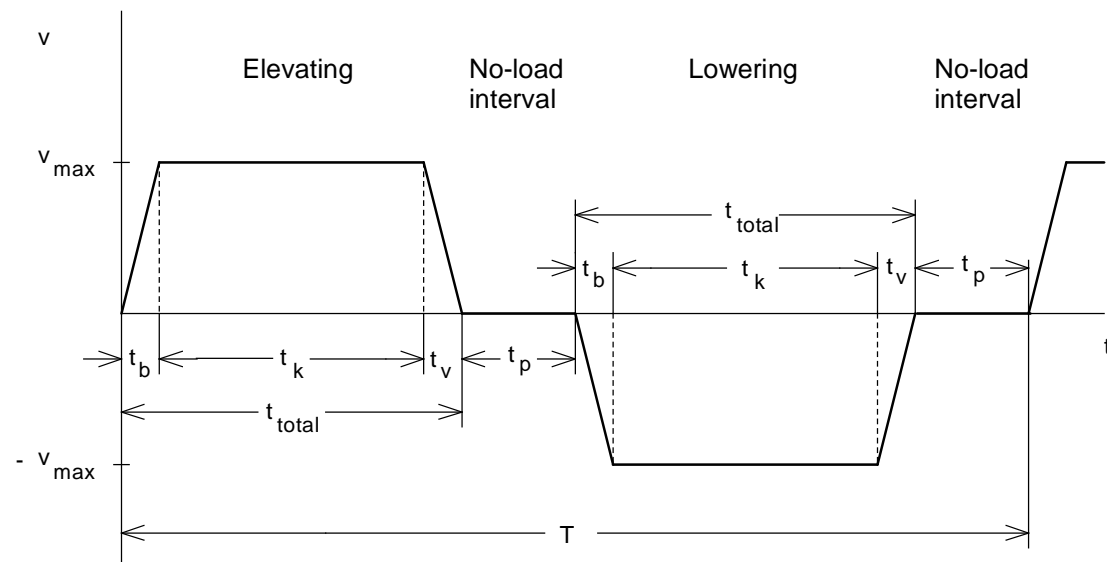 v
Elevating
No-load
interval
Lowering
No-load
interval
v max
t total
t b
t k
t v
t p
t b
t k
t v
t p
t
t total
- v max
T